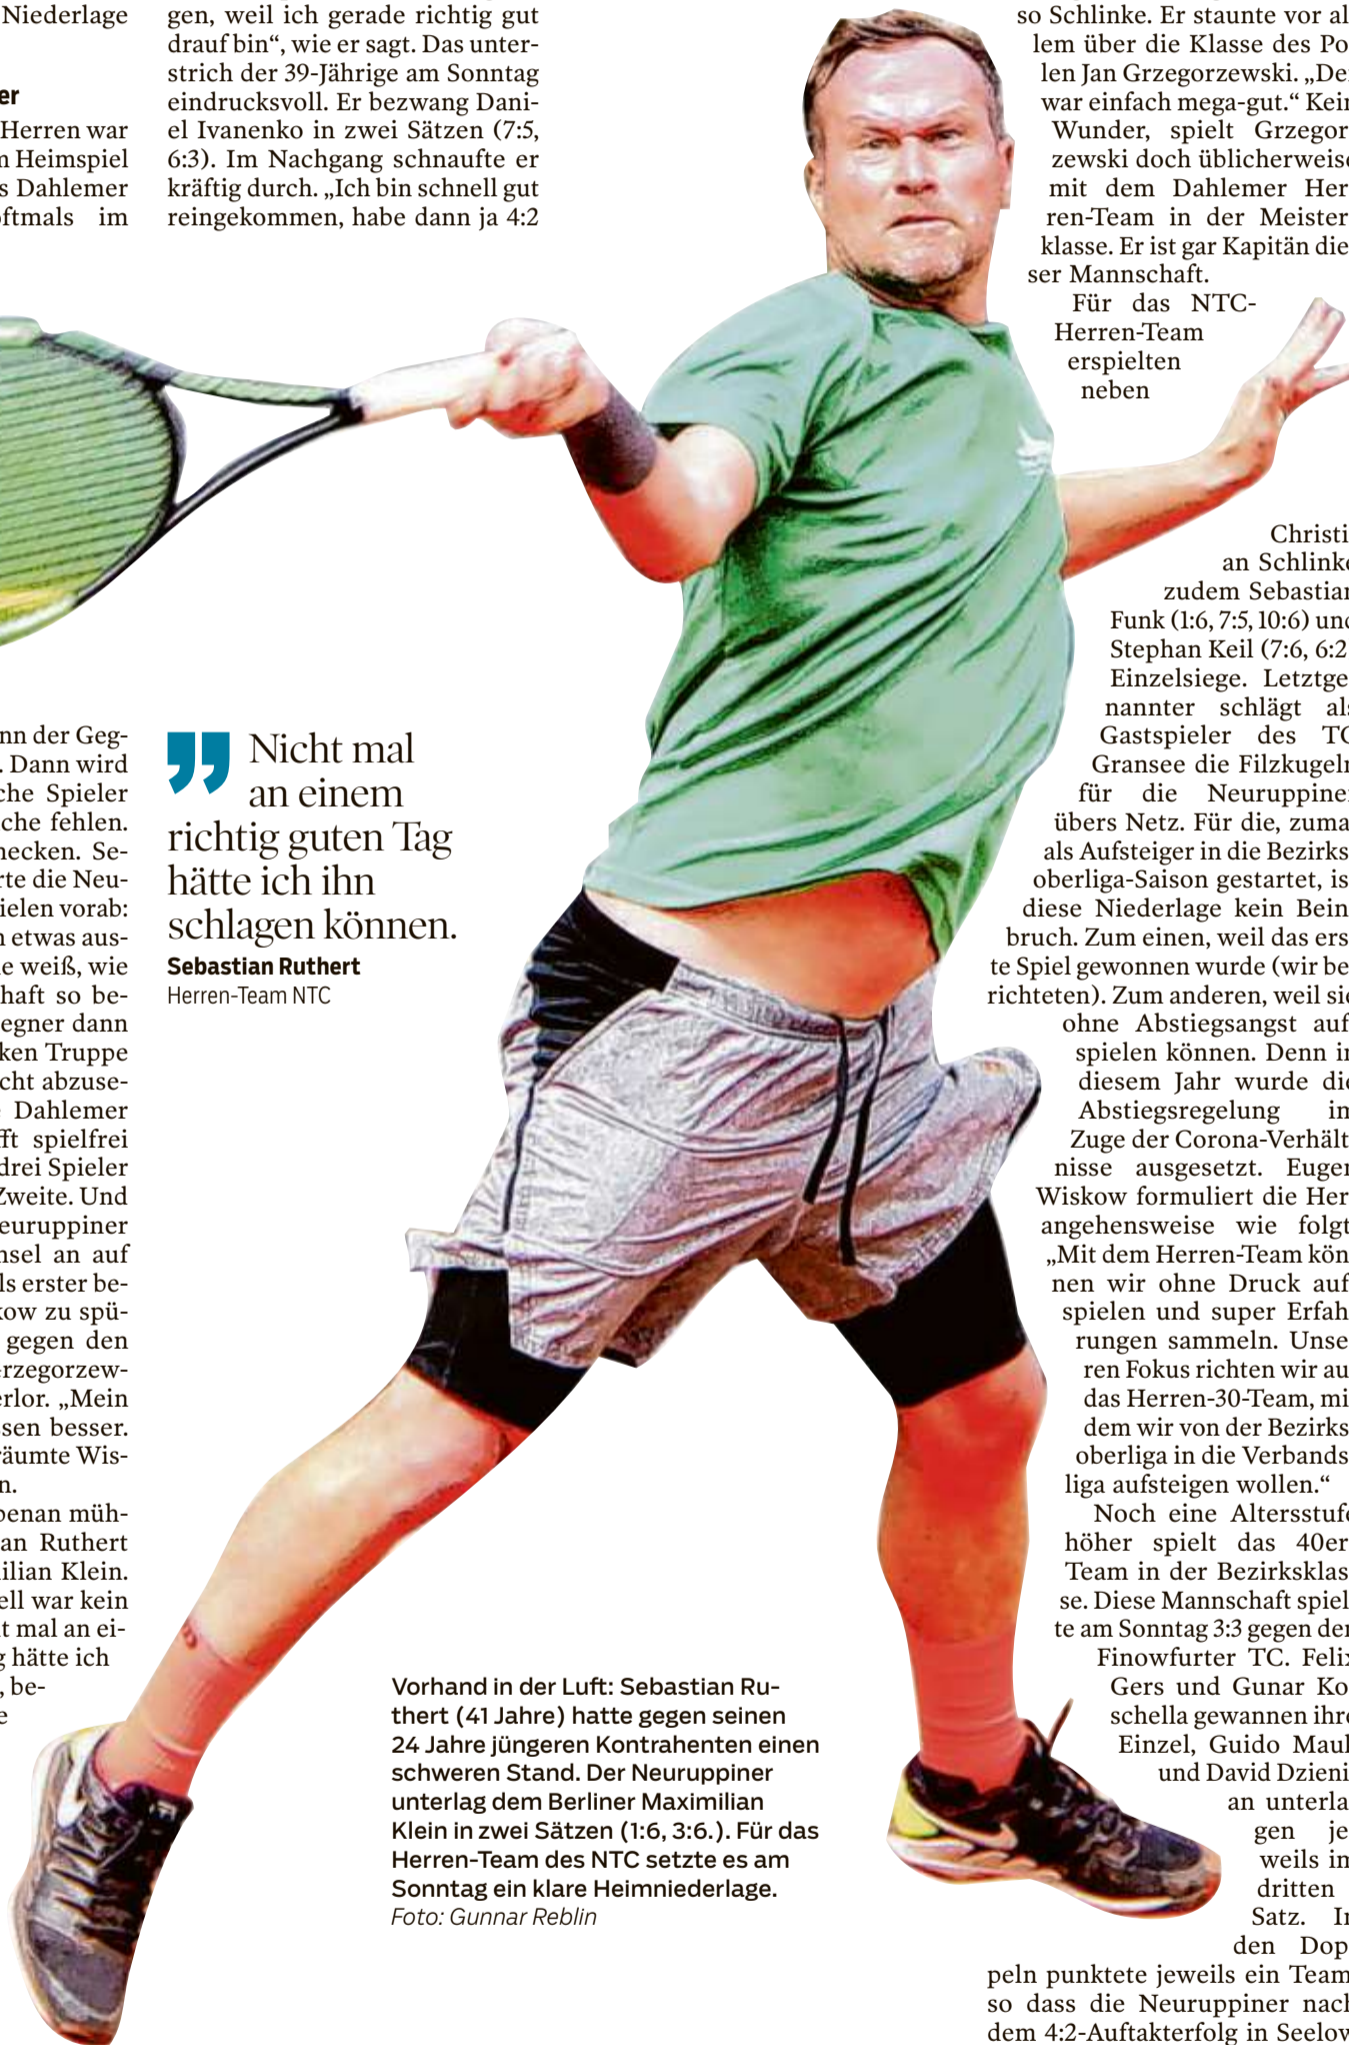 Niederlage
er
Herren war
Heimspiel
s Dahlemer
oftmals im
nn der Geg-
. Dann wird
che Spieler
che fehlen.
necken. Se-
rte die Neu-
ielen vorab:
n etwas aus-
e weiß, wie
haft so be-
egner dann
ken Truppe
cht abzuse-
Dahlemer
fft spielfrei
drei Spieler
Zweite. Und
euruppiner
nsel an auf
ls erster be-
kow zu spü-
gegen den
rzegorzew-
erlor. „Mein
ssen besser.
räumte Wis-
n.
benan müh-
an Ruthert
ilian Klein.
ell war kein
t mal an ei-
g hätte ich
, be-
e
gen, weil ich gerade richtig gut
drauf bin“, wie er sagt. Das unter-
strich der 39-Jährige am Sonntag
eindrucksvoll. Er bezwang Dani-
el Ivanenko in zwei Sätzen (7:5,
6:3). Im Nachgang schnaufte er
kräftig durch. „Ich bin schnell gut
reingekommen, habe dann ja 4:2
„ Nicht mal
an einem
richtig guten Tag
hätte ich ihn
schlagen können.
Sebastian Ruthert
Herren-Team NTC
Vorhand in der Luft: Sebastian Ru-
thert (41 Jahre) hatte gegen seinen
24 Jahre jüngeren Kontrahenten einen
schweren Stand. Der Neuruppiner
unterlag dem Berliner Maximilian
Klein in zwei Sätzen (1:6, 3:6.). Für das
Herren-Team des NTC setzte es am
Sonntag ein klare Heimniederlage.
Foto: Gunnar Reblin
so Schlinke. Er staunte vor al
lem über die Klasse des Po
len Jan Grzegorzewski. „Der
war einfach mega-gut.“ Kein
Wunder, spielt Grzegor
zewski doch üblicherweise
mit dem Dahlemer Her
ren-Team in der Meister
klasse. Er ist gar Kapitän die
ser Mannschaft.
Für das NTC-
Herren-Team
erspielten
neben
Christi
an Schlinke
zudem Sebastian
Funk (1:6, 7:5, 10:6) und
Stephan Keil (7:6, 6:2
Einzelsiege. Letztge
nannter schlägt als
Gastspieler des TC
Gransee die Filzkugeln
für die Neuruppiner
übers Netz. Für die, zuma
als Aufsteiger in die Bezirks
oberliga-Saison gestartet, is
diese Niederlage kein Bein
bruch. Zum einen, weil das ers
te Spiel gewonnen wurde (wir be
richteten). Zum anderen, weil sie
ohne Abstiegsangst auf
spielen können. Denn in
diesem Jahr wurde die
Abstiegsregelung im
Zuge der Corona-Verhält
nisse ausgesetzt. Eugen
Wiskow formuliert die Her
angehensweise wie folgt
„Mit dem Herren-Team kön
nen wir ohne Druck auf
spielen und super Erfah
rungen sammeln. Unse
ren Fokus richten wir au
das Herren-30-Team, mi
dem wir von der Bezirks
oberliga in die Verbands
liga aufsteigen wollen.“
Noch eine Altersstufe
höher spielt das 40er
Team in der Bezirksklas
se. Diese Mannschaft spiel
te am Sonntag 3:3 gegen den
Finowfurter TC. Felix
Gers und Gunar Ko
schella gewannen ihre
Einzel, Guido Maul
und David Dzieni
an unterla
gen je
weils im
dritten
Satz. In
den Dop
peln punktete jeweils ein Team
so dass die Neuruppiner nach
dem 4:2-Auftakterfolg in Seelow